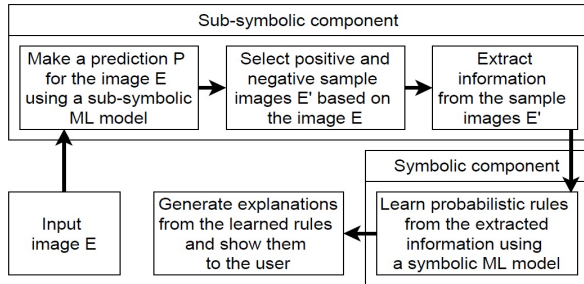 Sub-symbolic component
Make a prediction P
for the image E
using a sub-symbolic
ML model
Select positive and
negative sample
images E' based on
the image E
Extract
information
from the sample
images E'
Symbolic component
Input
image E
Generate explanations
from the learned rules
and show them
to the user
Learn probabilistic rules
from the extracted
information using
a symbolic ML model